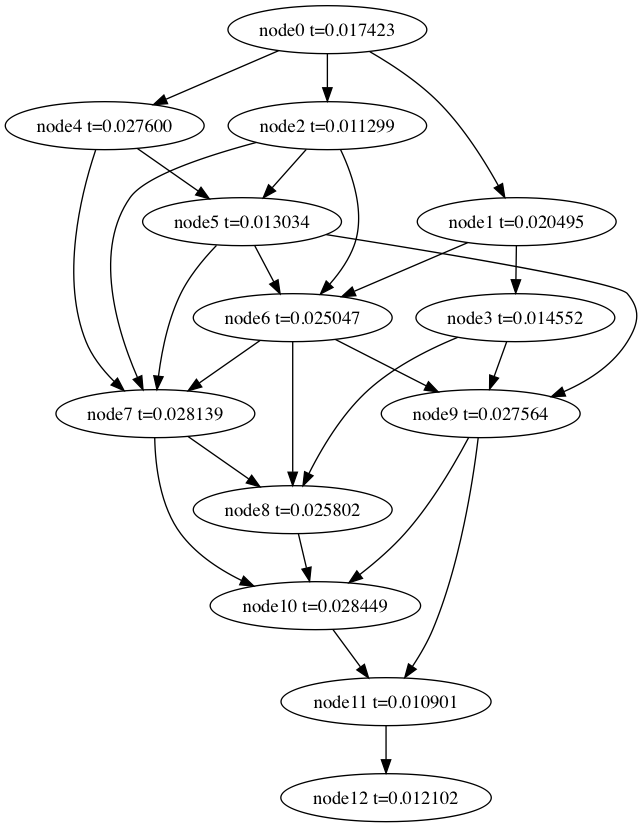 node0 t=0.017423
node4 t=0.027600
node2 t=0.011299
node5 t=0.013034
node1 t=0.020495
node6 t=0.025047
node3 t=0.014552
node7 t=0.028139
node9 t=0.027564
node8 t=0.025802
node10 t=0.028449
node11 t=0.010901
node12 t=0.012102